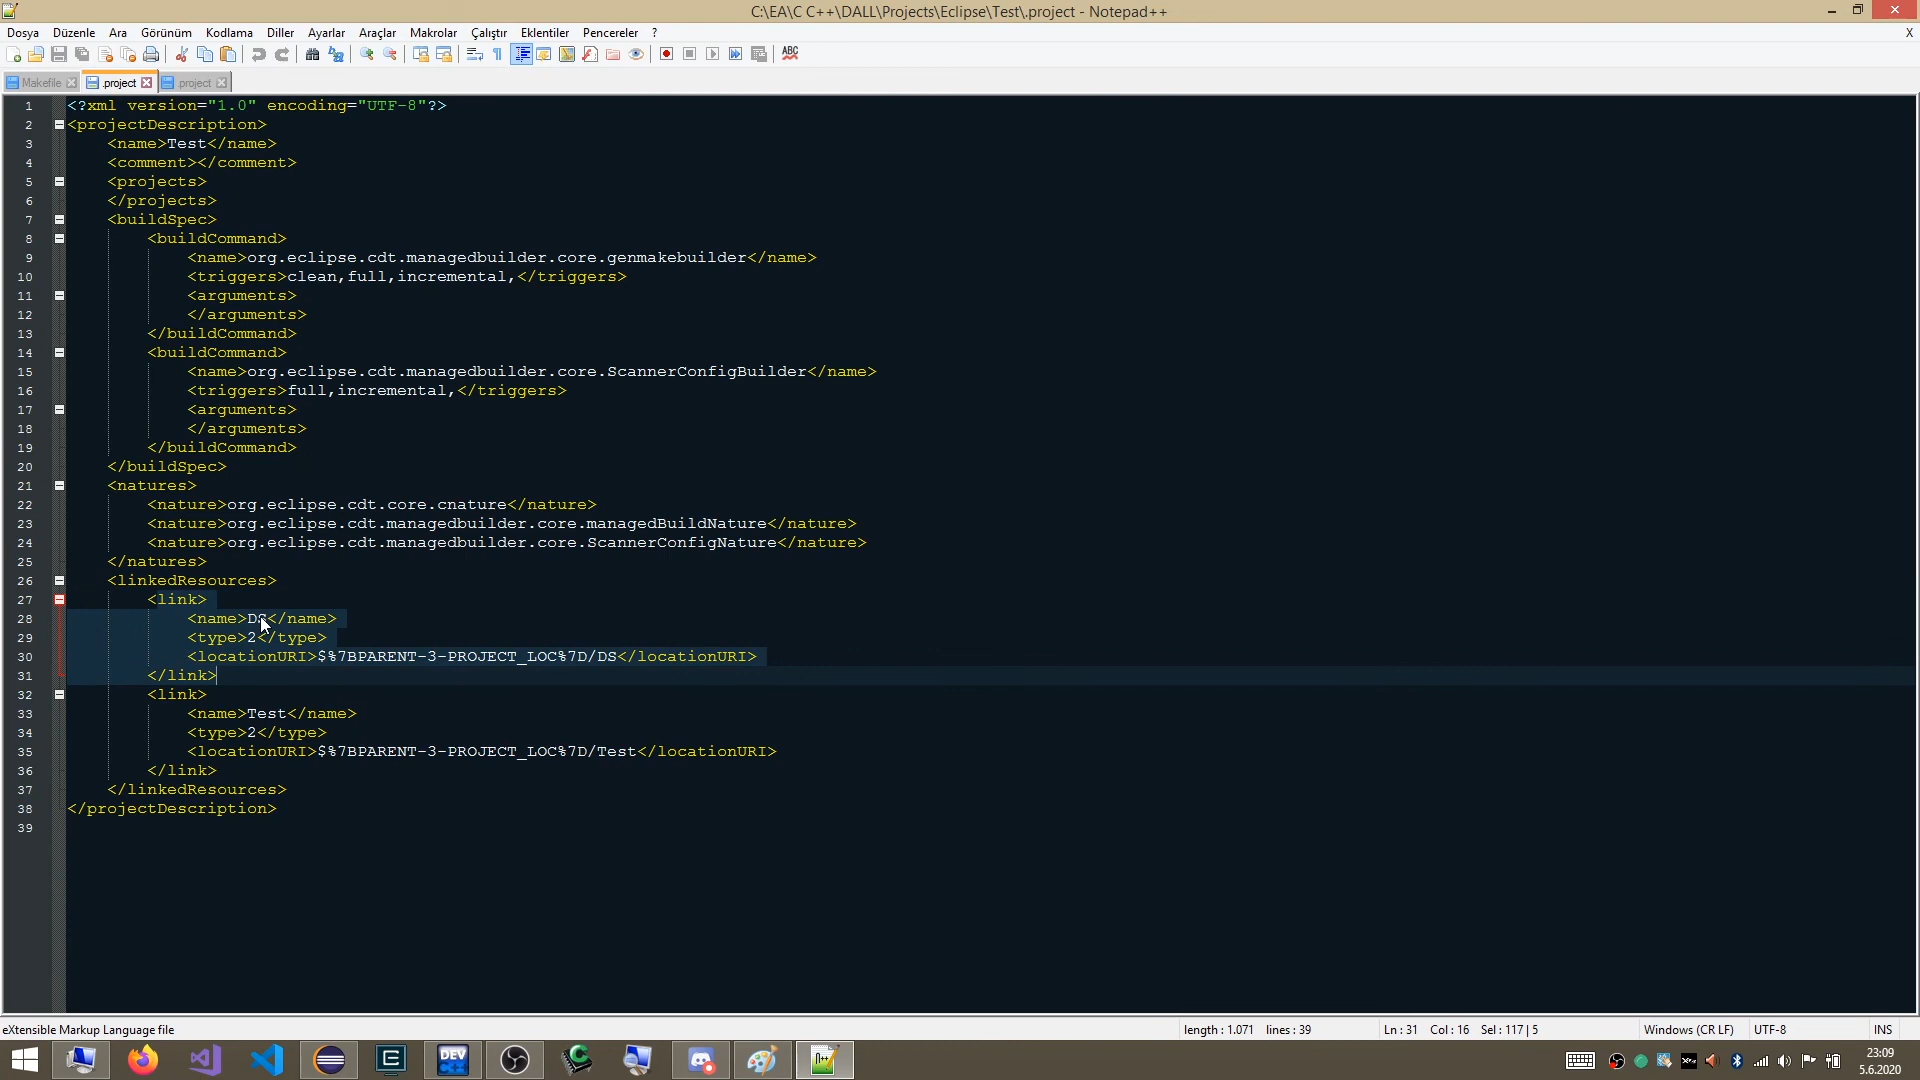 C:\EA\C C++\DALL\Projects\Eclipse\Test\.project - Notepad++
Dosya Düzenle Ara Görünüm Kodlama Diller Ayarlar Araçlar Makrolar Çalıştır Eklentiler Pencereler ? X
ABC
Makefile .project project
1 <?xml version="1.0" encoding="UTF-8"?>
2 <projectDescription>
3 <name>Test</name>
4 <comment></comment>
5 <projects>
6 </projects>
7 <buildSpec>
8 <buildCommand>
9 <name>org.eclipse.cdt.managedbuilder.core.genmakebuilder</name>
10 <triggers>clean,full,incremental,</triggers>
11 <arguments>
12 </arguments>
13 </buildCommand>
14 <buildCommand>
15 <name>org.eclipse.cdt.managedbuilder.core.ScannerConfigBuilder</name>
16 <triggers>full,incremental,</triggers>
17 <arguments>
18 </arguments>
19 </buildCommand>
20 </buildSpec>
21 <natures>
22 <nature>org.eclipse.cdt.core.cnature</nature>
23 <nature>org.eclipse.cdt.managedbuilder.core.managedBuildNature</nature>
24 <nature>org.eclipse.cdt.managedbuilder.core.ScannerConfigNature</nature>
25 </natures>
26 <linkedResources>
27 <link>
28 <name>DS</name>
29 <type>2</type>
30 <locationURI>$%7BPARENT-3-PROJECT_LOC%7D/DS</locationURI>
31 </link>
32 <link>
33 <name>Test</name>
34 <type>2</type>
35 <locationURI>$%7BPARENT-3-PROJECT_LOC%7D/Test</locationURI>
36 </link>
37 </linkedResources>
38 </projectDescription>
39
eXtensible Markup Language file length : 1.071 lines : 39 Ln : 31 Col : 16 Sel : 117 | 5 Windows (CR LF) UTF-8 INS
DEV
23:09
5.6.2020